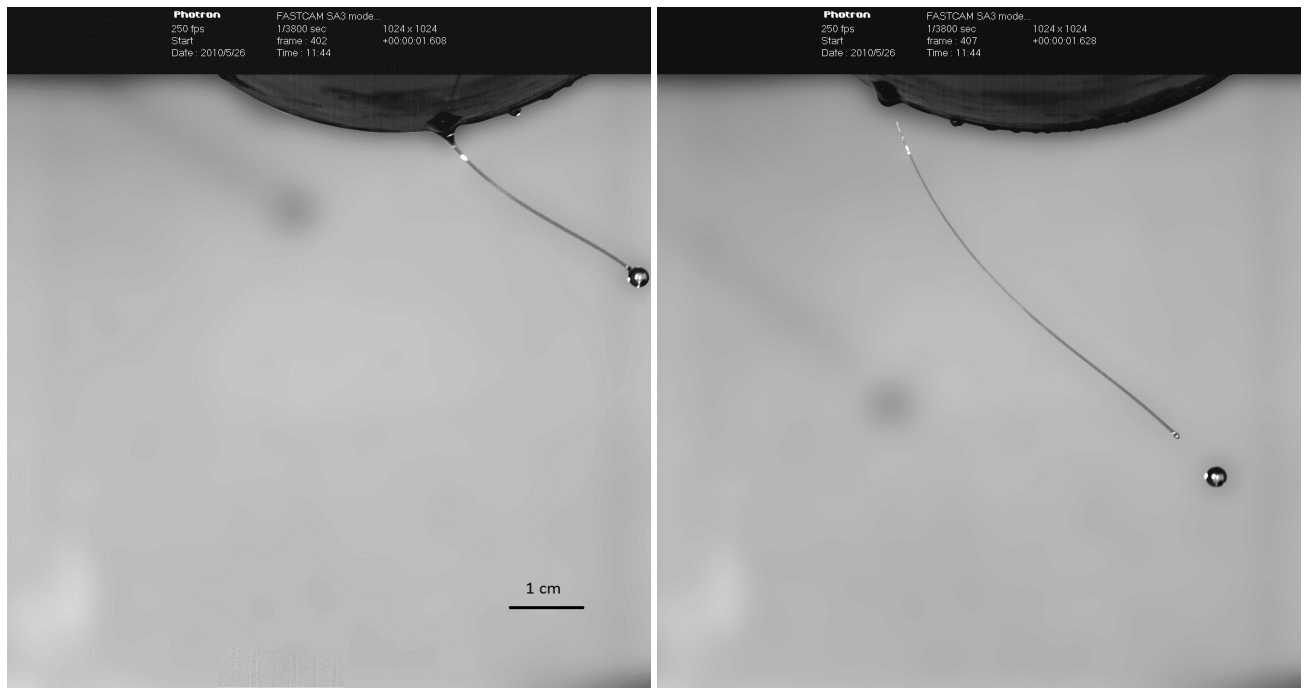 Photron FASTCAM SA3 mode...
250 fps 1/3800 sec 1024 x 1024
Start frame : 402 +00:00:01.608
Date : 2010/5/26 Time : 11:44
1 cm
Photron FASTCAM SA3 mode...
250 fps 1/3800 sec 1024 x 1024
Start frame : 407 +00:00:01.628
Date : 2010/5/26 Time : 11:44